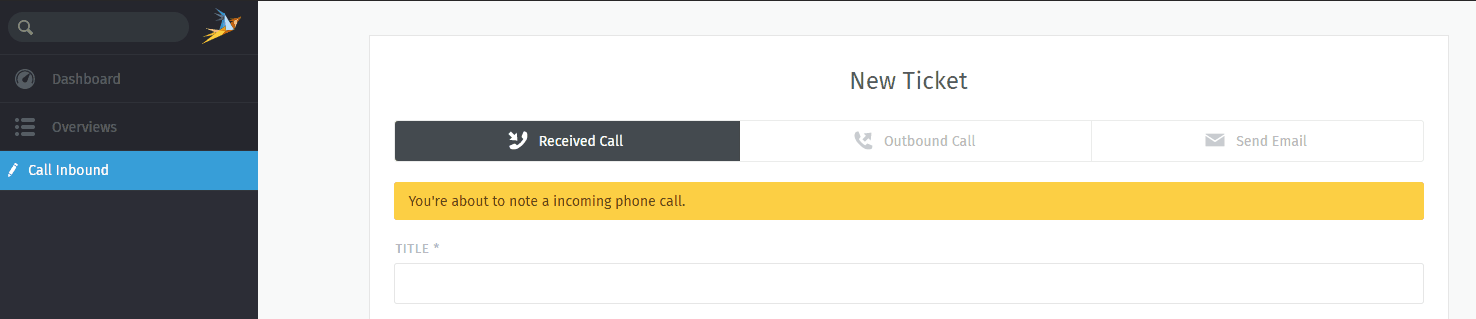 Dashboard
Overviews
Call Inbound
New Ticket
Received Call
Outbound Call
Send Email
You're about to note a incoming phone call.
TITLE *